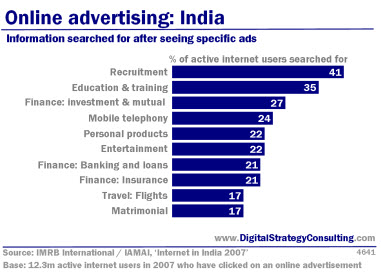 Online advertising: India
Information searched for after seeing specific ads
% of active internet users searched for
Recruitment 41
Education & training 35
Finance: investment & mutual 27
Mobile telephony 24
Personal products 22
Entertainment 22
Finance: Banking and loans 21
Finance: Insurance 21
Travel: Flights 17
Matrimonial 17
www.DigitalStrategyConsulting.com
Source: IMRB International / IAMAI, 'Internet in India 2007' 4641
Base: 12.3m active internet users in 2007 who have clicked on an online advertisement